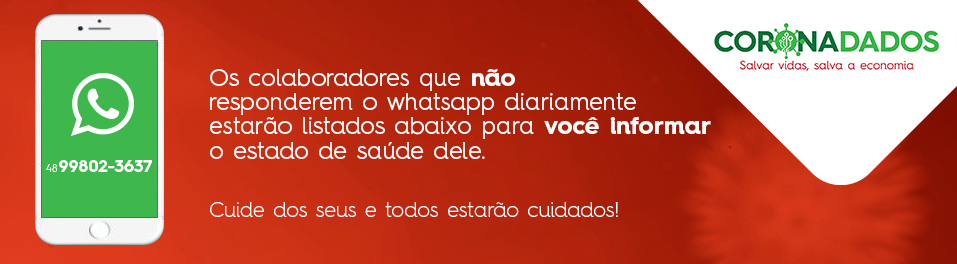 48 99802-3637
Os colaboradores que não
responderem o whatsapp diariamente
estarão listados abaixo para você informar
o estado de saúde dele.
Cuide dos seus e todos estarão cuidados!
CORONADADOS
Salvar vidas, salva a economia